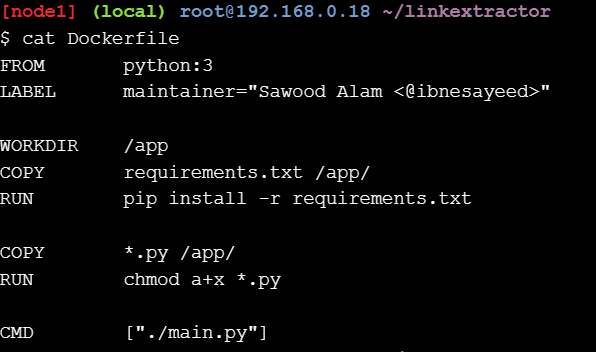 [node1] (local) root@192.168.0.18 ~/linkextractor
$ cat Dockerfile
FROM python:3
LABEL maintainer="Sawood Alam <@ibnesayeed>"
WORKDIR /app
COPY requirements.txt /app/
RUN pip install -r requirements.txt
COPY *.py /app/
RUN chmod a+x *.py
CMD ["./main.py"]